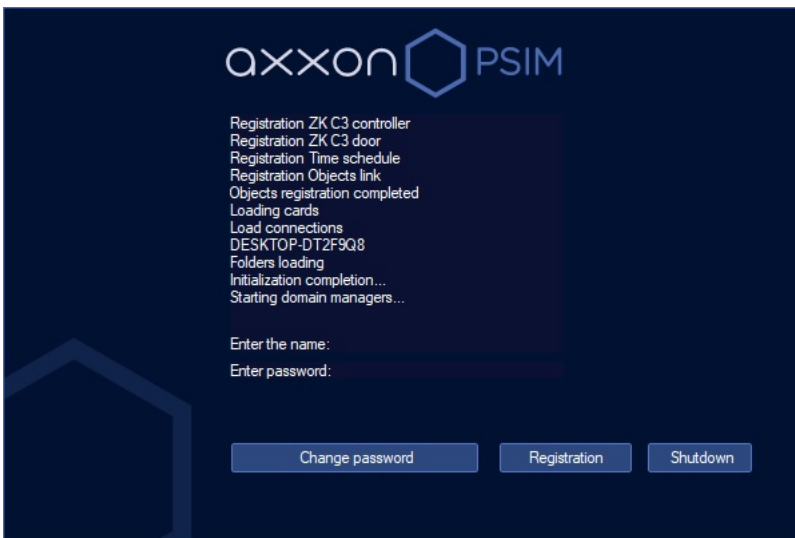 axxon PSIM
Registration ZK C3 controller
Registration ZK C3 door
Registration Time schedule
Registration Objects link
Objects registration completed
Loading cards
Load connections
DESKTOP-DT2F9Q8
Folders loading
Initialization completion...
Starting domain managers...
Enter the name:
Enter password:
Change password
Registration
Shutdown